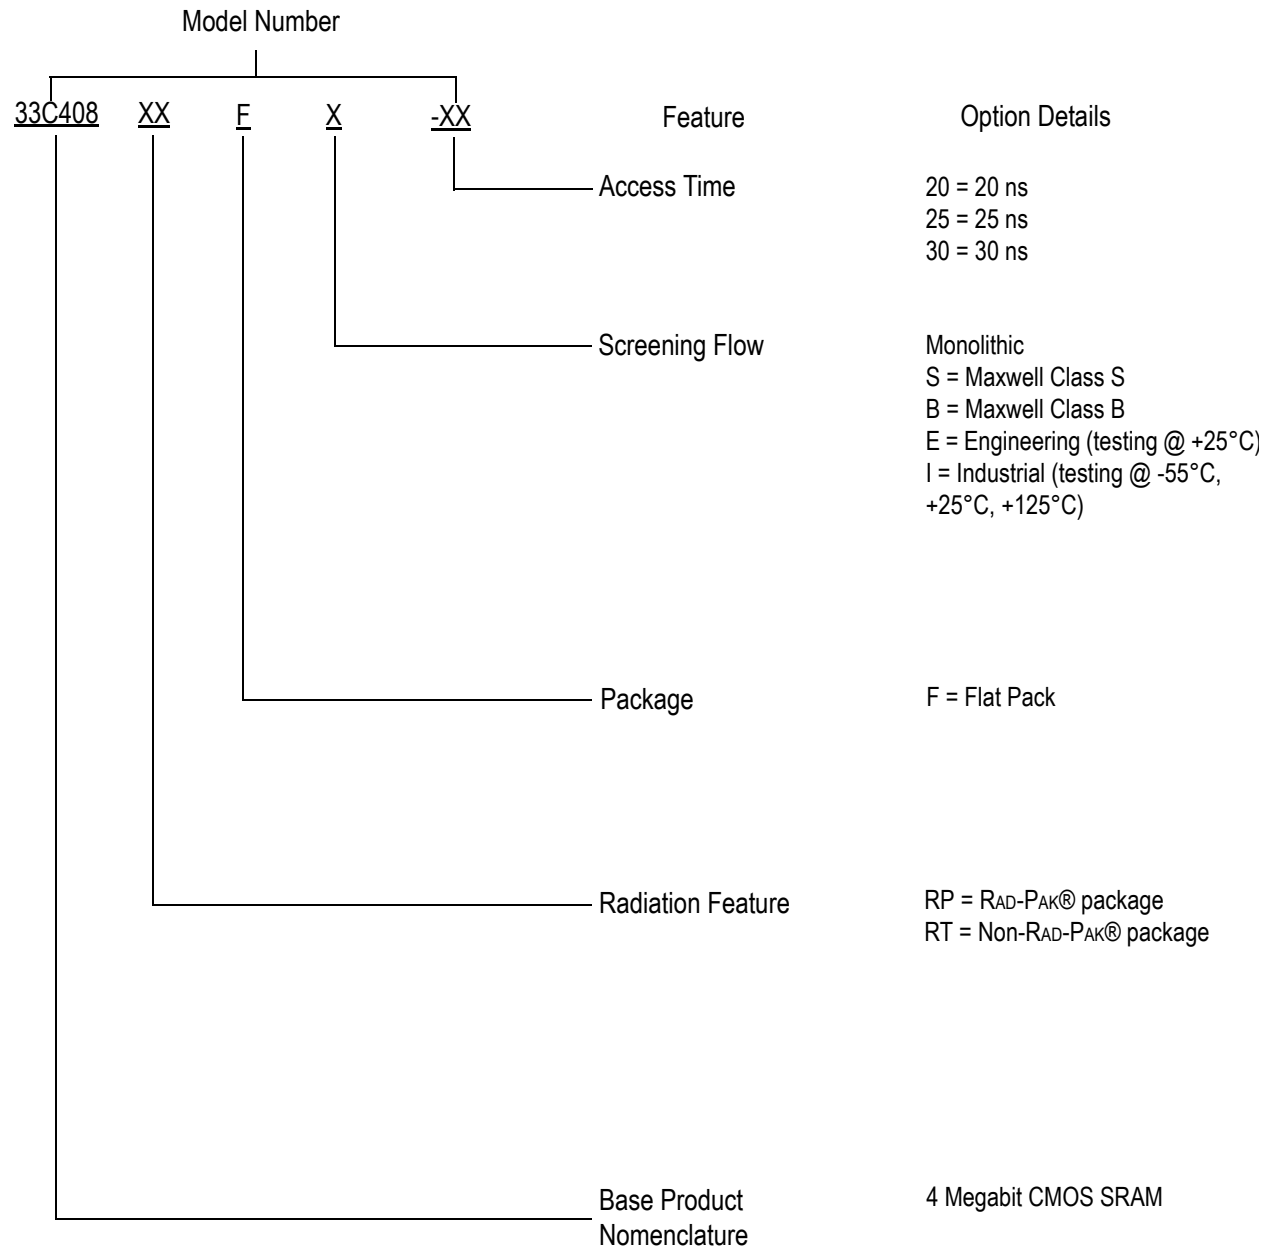 Model Number
33C408 XX F X -XX Feature Option Details
Access Time 20 = 20 ns
25 = 25 ns
30 = 30 ns
Screening Flow Monolithic
S = Maxwell Class S
B = Maxwell Class B
E = Engineering (testing @ +25°C)
I = Industrial (testing @ -55°C,
+25°C, +125°C)
Package F = Flat Pack
Radiation Feature RP = RAD-PAK® package
RT = Non-RAD-PAK® package
Base Product 4 Megabit CMOS SRAM
Nomenclature